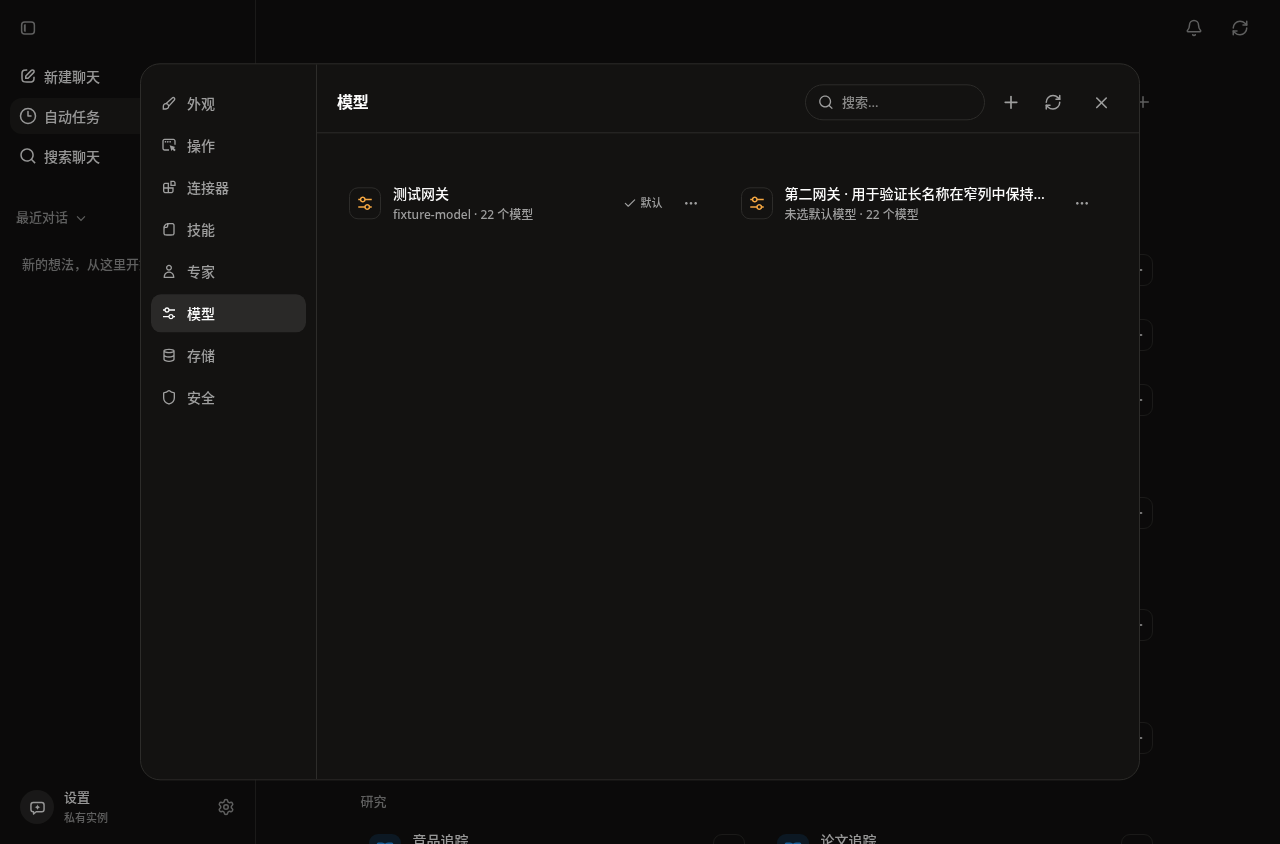 新建聊天
自动任务
搜索聊天
最近对话
新的想法，从这里开
设置
私有实例
外观
操作
连接器
技能
专家
模型
存储
安全
模型
搜索...
测试网关
fixture-model · 22 个模型
默认
第二网关 · 用于验证长名称在窄列中保持...
未选默认模型 · 22 个模型
研究
竞品追踪
论文追踪